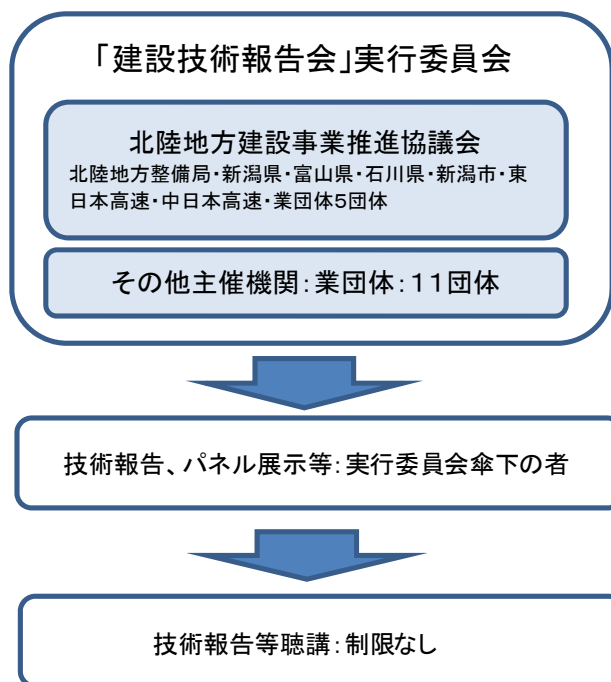 「建設技術報告会」実行委員会
北陸地方建設事業推進協議会
北陸地方整備局・新潟県・富山県・石川県・新潟市・東
日本高速・中日本高速・業団体５団体
その他主催機関：業団体：１１団体
技術報告、パネル展示等：実行委員会傘下の者
技術報告等聴講：制限なし